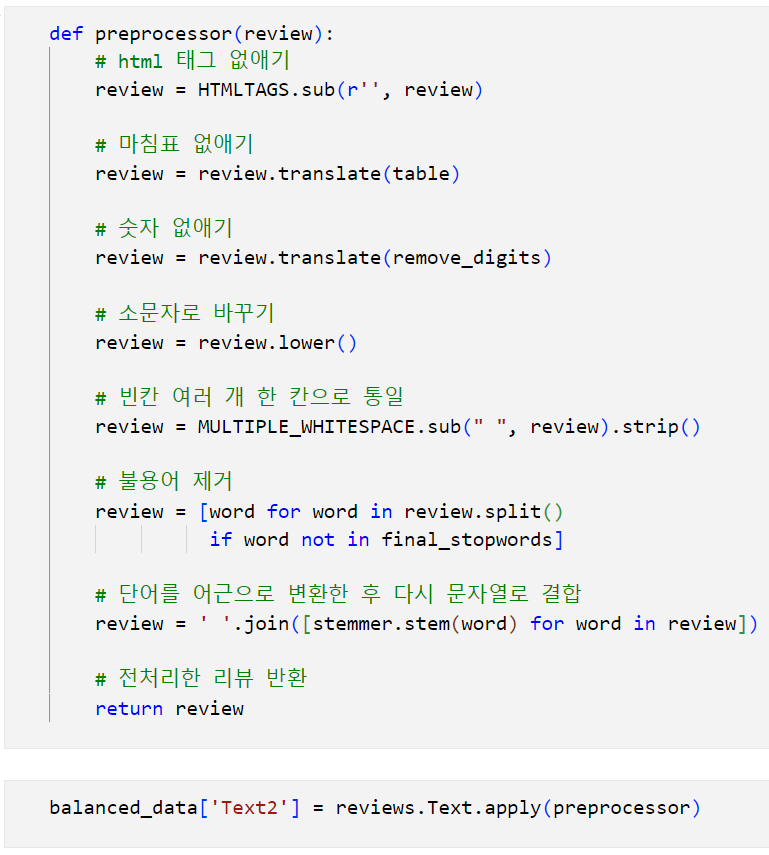 def preprocessor(review):
# html 태그 없애기
review = HTMLTAGS.sub(r'', review)
# 마침표 없애기
review = review.translate(table)
# 숫자 없애기
review = review.translate(remove_digits)
# 소문자로 바꾸기
review = review.lower()
# 빈칸 여러 개 한 칸으로 통일
review = MULTIPLE_WHITESPACE.sub(" ", review).strip()
# 불용어 제거
review = [word for word in review.split()
if word not in final_stopwords]
# 단어를 어근으로 변환한 후 다시 문자열로 결합
review = ' '.join([stemmer.stem(word) for word in review])
# 전처리한 리뷰 반환
return review
balanced_data['Text2'] = reviews.Text.apply(preprocessor)